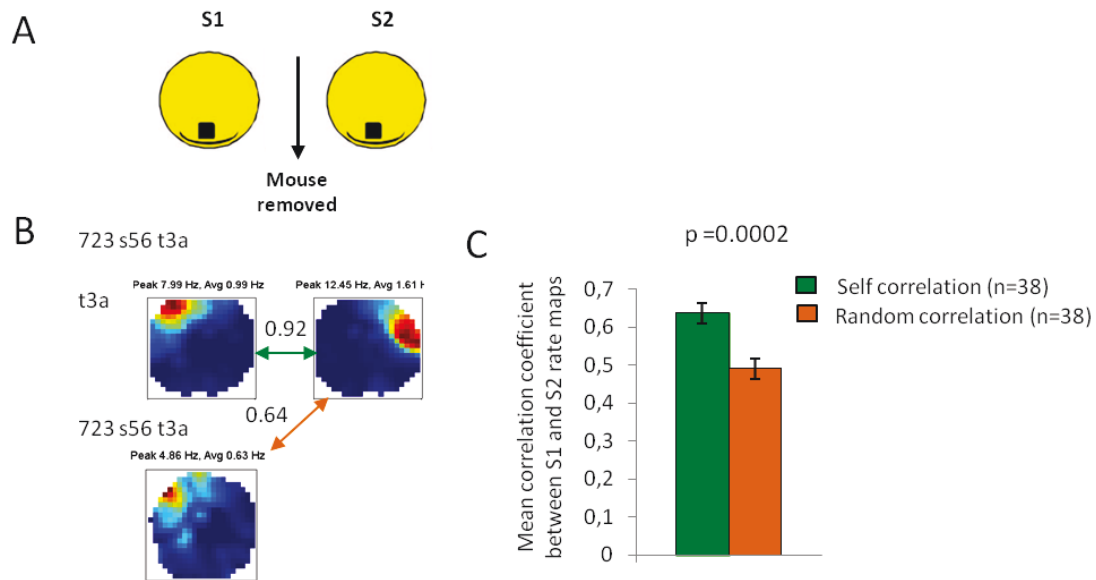 A
S1
S2
Mouse
removed
B
723 s56 t3a
t3a
Peak 7.99 Hz, Avg 0.99 Hz
Peak 12.45 Hz, Avg 1.61 H
0.92
0.64
723 s56 t3a
Peak 4.86 Hz, Avg 0.63 Hz
C
p =0.0002
Mean correlation coefficient
between S1 and S2 rate maps
0,7
0,6
0,5
0,4
0,3
0,2
0,1
0
Self correlation (n=38)
Random correlation (n=38)